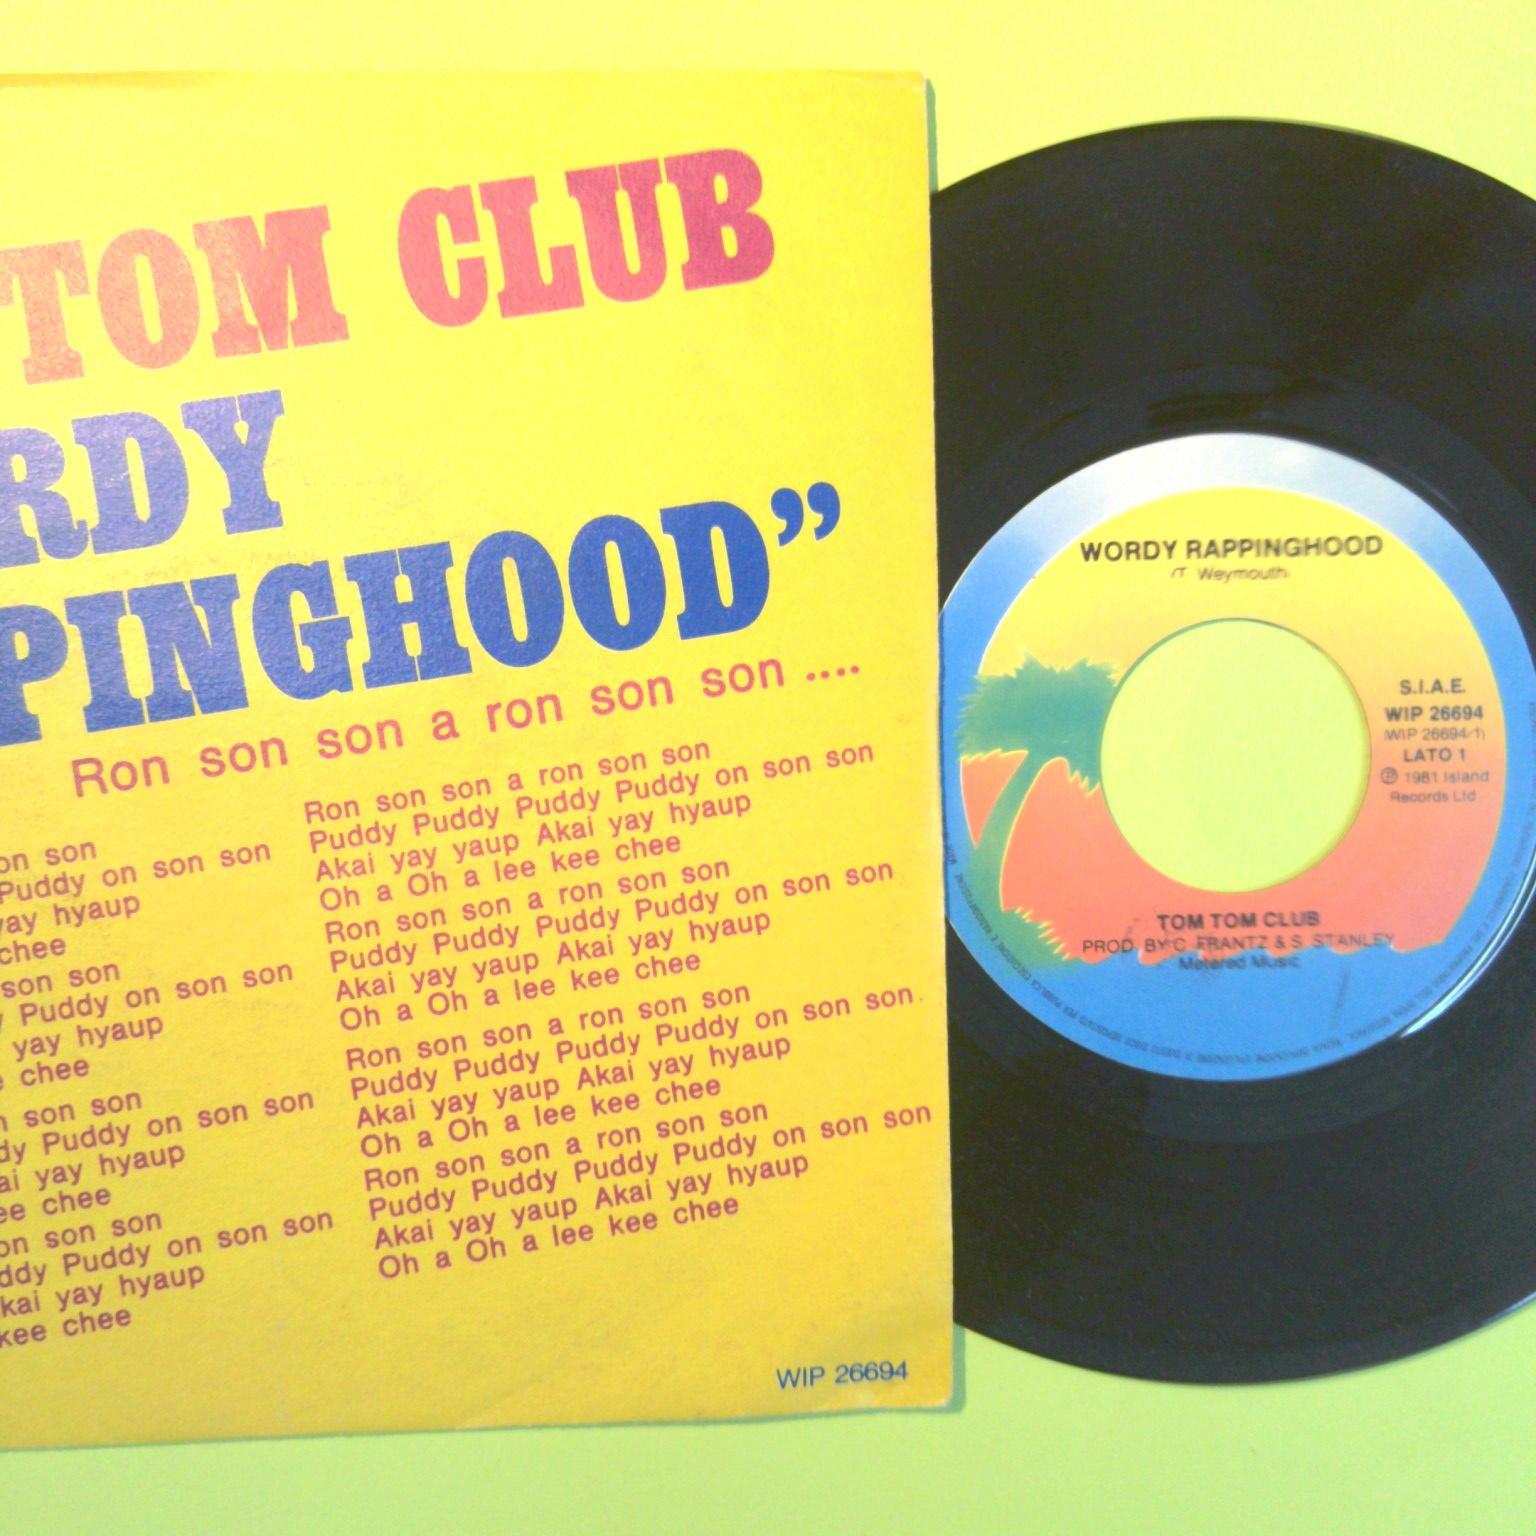 TOM CLUB
RDY
PINGHOOD”
Ron son son a ron son son ....
on son
Puddy on son son
yay hyaup
chee
son son
Puddy on son son
yay hyaup
chee
son son
dy Puddy on son son
ai yay hyaup
ee chee
on son son
ddy Puddy on son son
kai yay hyaup
kee chee
Ron son son a ron son son
Puddy Puddy Puddy Puddy on son son
Akai yay yaup Akai yay hyaup
Oh a Oh a lee kee chee
Ron son son a ron son son
Puddy Puddy Puddy Puddy on son son
Akai yay yaup Akai yay hyaup
Oh a Oh a lee kee chee
Ron son son a ron son son
Puddy Puddy Puddy Puddy on son son.
Akai yay yaup Akai yay hyaup
Oh a Oh a lee kee chee
Ron son son a ron son son
Puddy Puddy Puddy Puddy on son son
Akai yay yaup Akai yay hyaup
Oh a Oh a lee kee chee
WIP 26694
WORDY RAPPINGHOOD
(T. Weymouth)
S.I.A.E.
WIP 26694
(WIP 26694/1)
LATO 1
℗ 1981 Island
Records Ltd
TOM TOM CLUB
PROD. BY C. FRANTZ & S. STANLEY
Metered Music